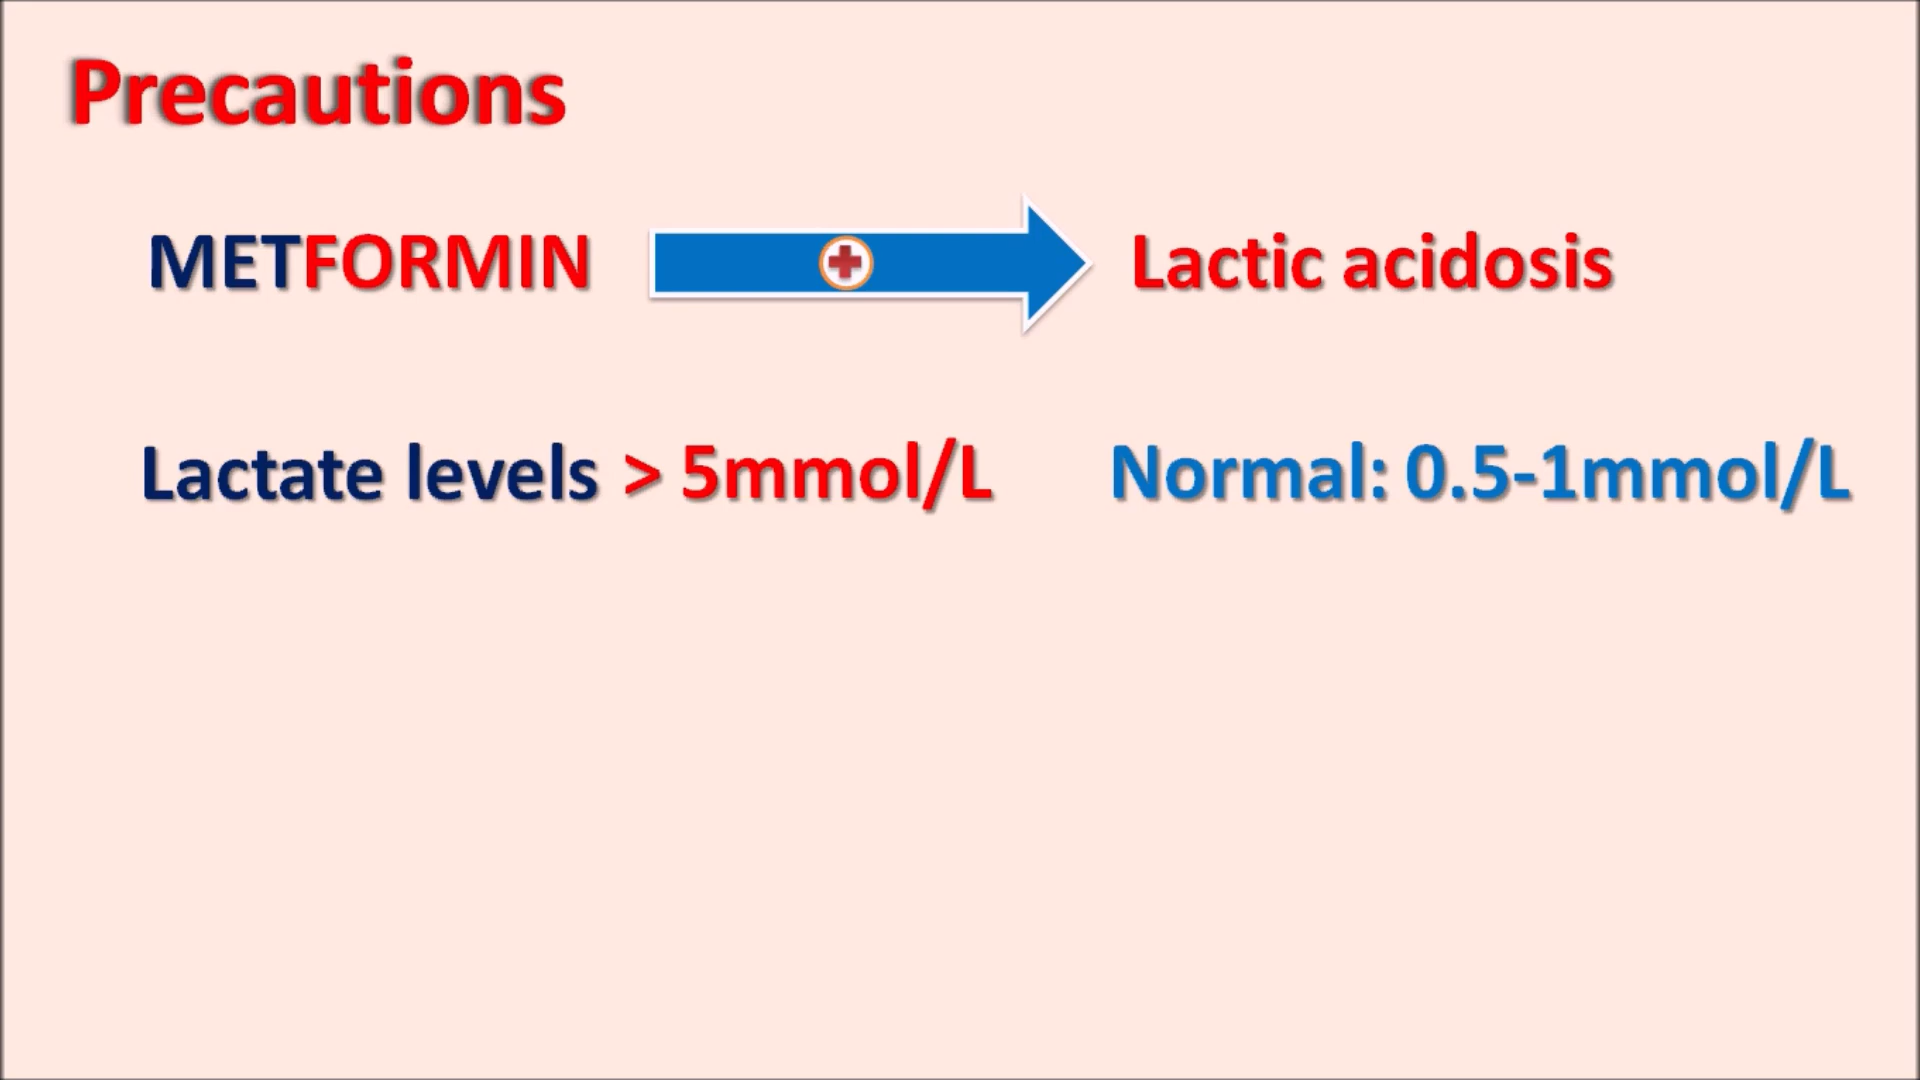 Precautions
METFORMIN Lactic acidosis
Lactate levels > 5mmol/L Normal: 0.5-1mmol/L